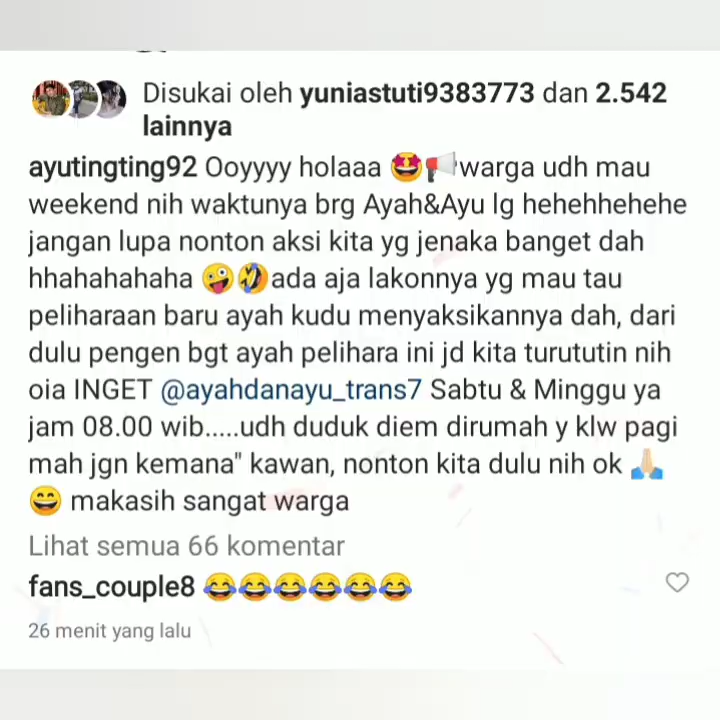 Disukai oleh yuniastuti9383773 dan 2.542
lainnya
ayutingting92 Ooyyyy holaaa 🤩📢warga udh mau
weekend nih waktunya brg Ayah&Ayu lg hehehhehehe
jangan lupa nonton aksi kita yg jenaka banget dah
hhahahahaha 🤪🤣ada aja lakonnya yg mau tau
peliharaan baru ayah kudu menyaksikannya dah, dari
dulu pengen bgt ayah pelihara ini jd kita turututin nih
oia INGET @ayahdanayu_trans7 Sabtu & Minggu ya
jam 08.00 wib.....udh duduk diem dirumah y klw pagi
mah jgn kemana" kawan, nonton kita dulu nih ok 🙏🏼
😄 makasih sangat warga
Lihat semua 66 komentar
fans_couple8 😂😂😂😂😂😂
26 menit yang lalu